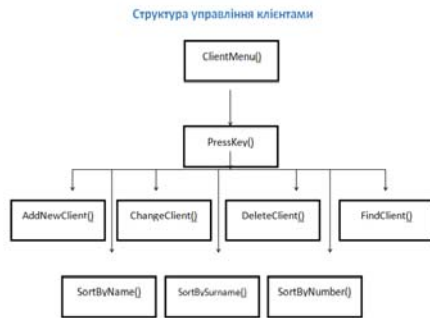 Структура управління клієнтами
ClientMenu()
PressKey()
AddNewClient()
ChangeClient()
DeleteClient()
FindClient()
SortByName()
SortBySurname()
SortByNumber()